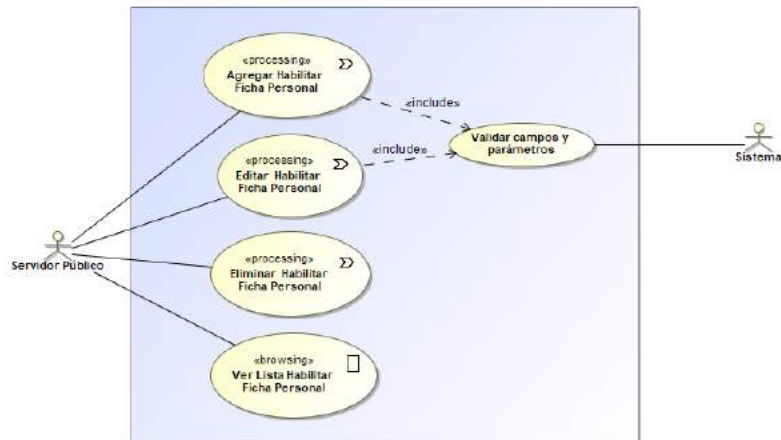 «processing»
Agregar Habilitar
Ficha Personal
«include»
Validar campos y
parámetros
Sistema
«processing»
Editar Habilitar
Ficha Personal
«include»
Servidor Público
«processing»
Eliminar Habilitar
Ficha Personal
«browsing»
Ver Lista Habilitar
Ficha Personal